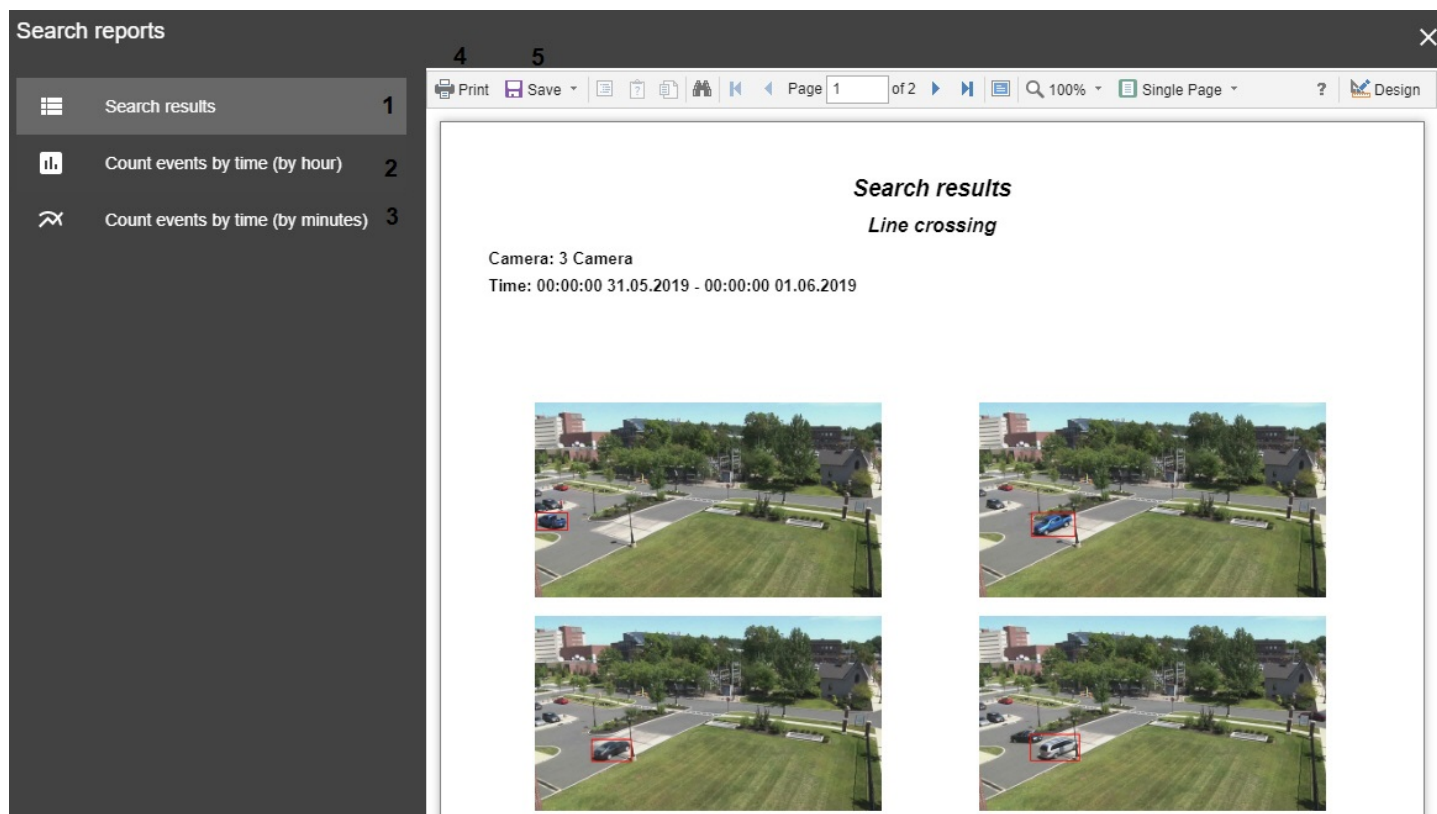 Search reports
4 5
Search results 1
Count events by time (by hour) 2
Count events by time (by minutes) 3
Print Save Page 1 of 2 100% Single Page ? Design
Search results
Line crossing
Camera: 3 Camera
Time: 00:00:00 31.05.2019 - 00:00:00 01.06.2019